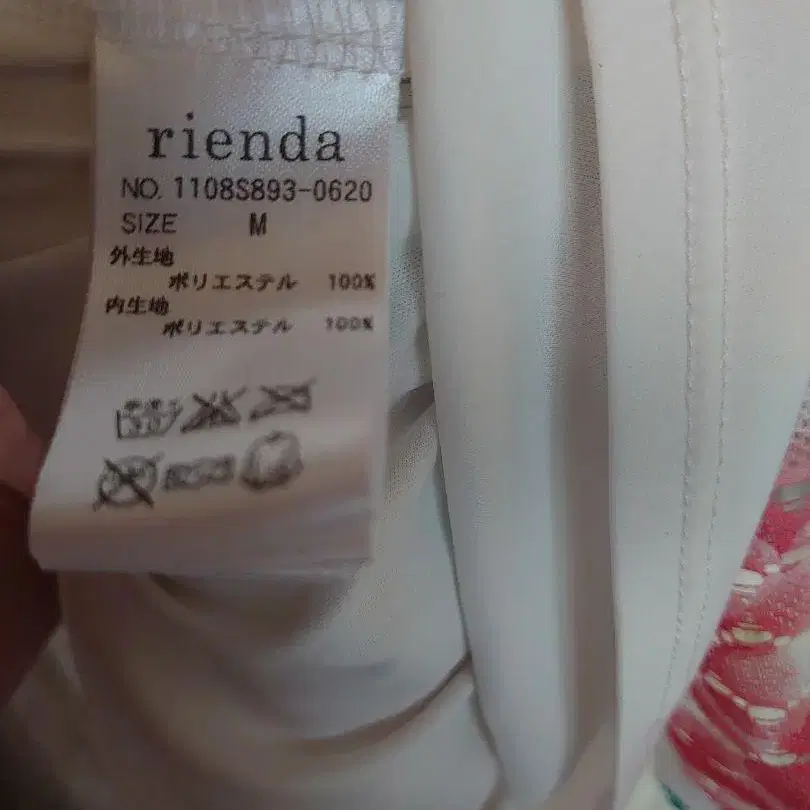 rienda
NO. 1108S893-0620
SIZE M
外生地
ポリエステル 100%
内生地
ポリエステル 100%